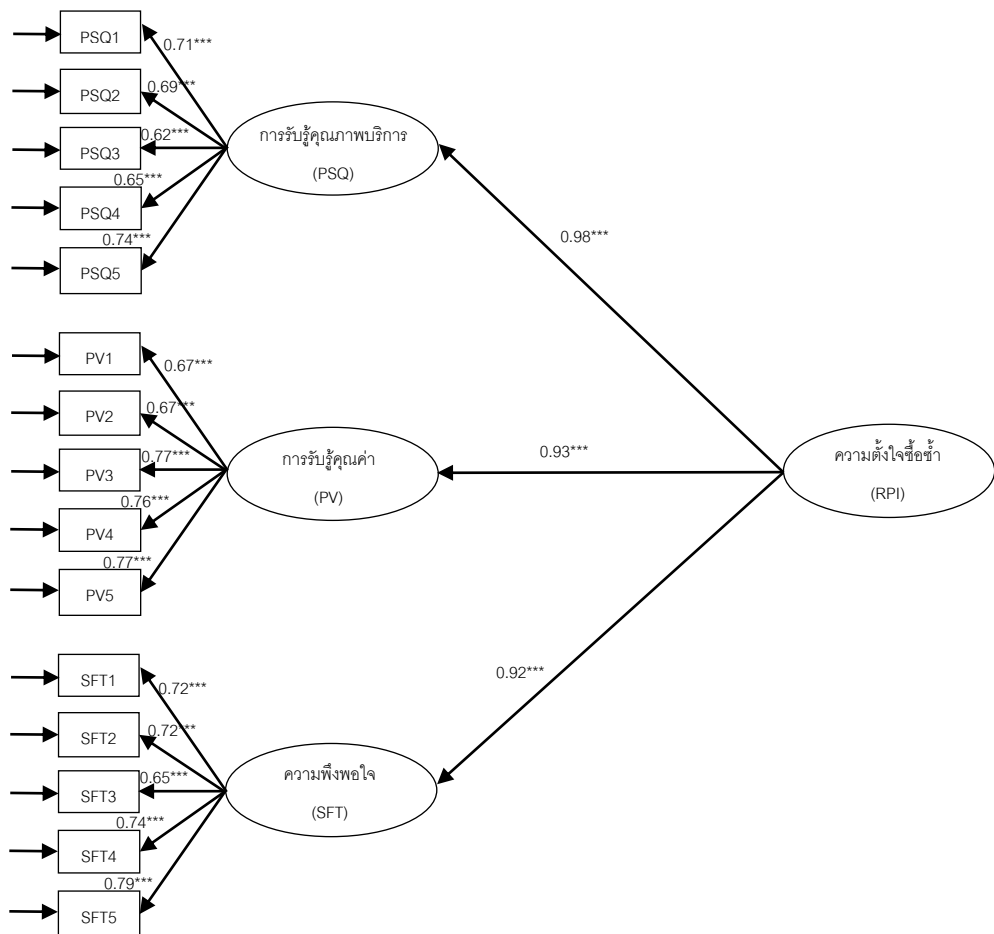 PSQ1
0.71***
PSQ2
0.69***
PSQ3
0.62***
PSQ4
0.65***
PSQ5
0.74***
การรับรู้คุณภาพบริการ
(PSQ)
0.98***
PV1
0.67***
PV2
0.67***
PV3
0.77***
PV4
0.76***
PV5
0.77***
การรับรู้คุณค่า
(PV)
0.93***
ความตั้งใจซื้อซ้ำ
(RPI)
SFT1
0.72***
SFT2
0.72***
SFT3
0.65***
SFT4
0.74***
SFT5
0.79***
ความพึงพอใจ
(SFT)
0.92***